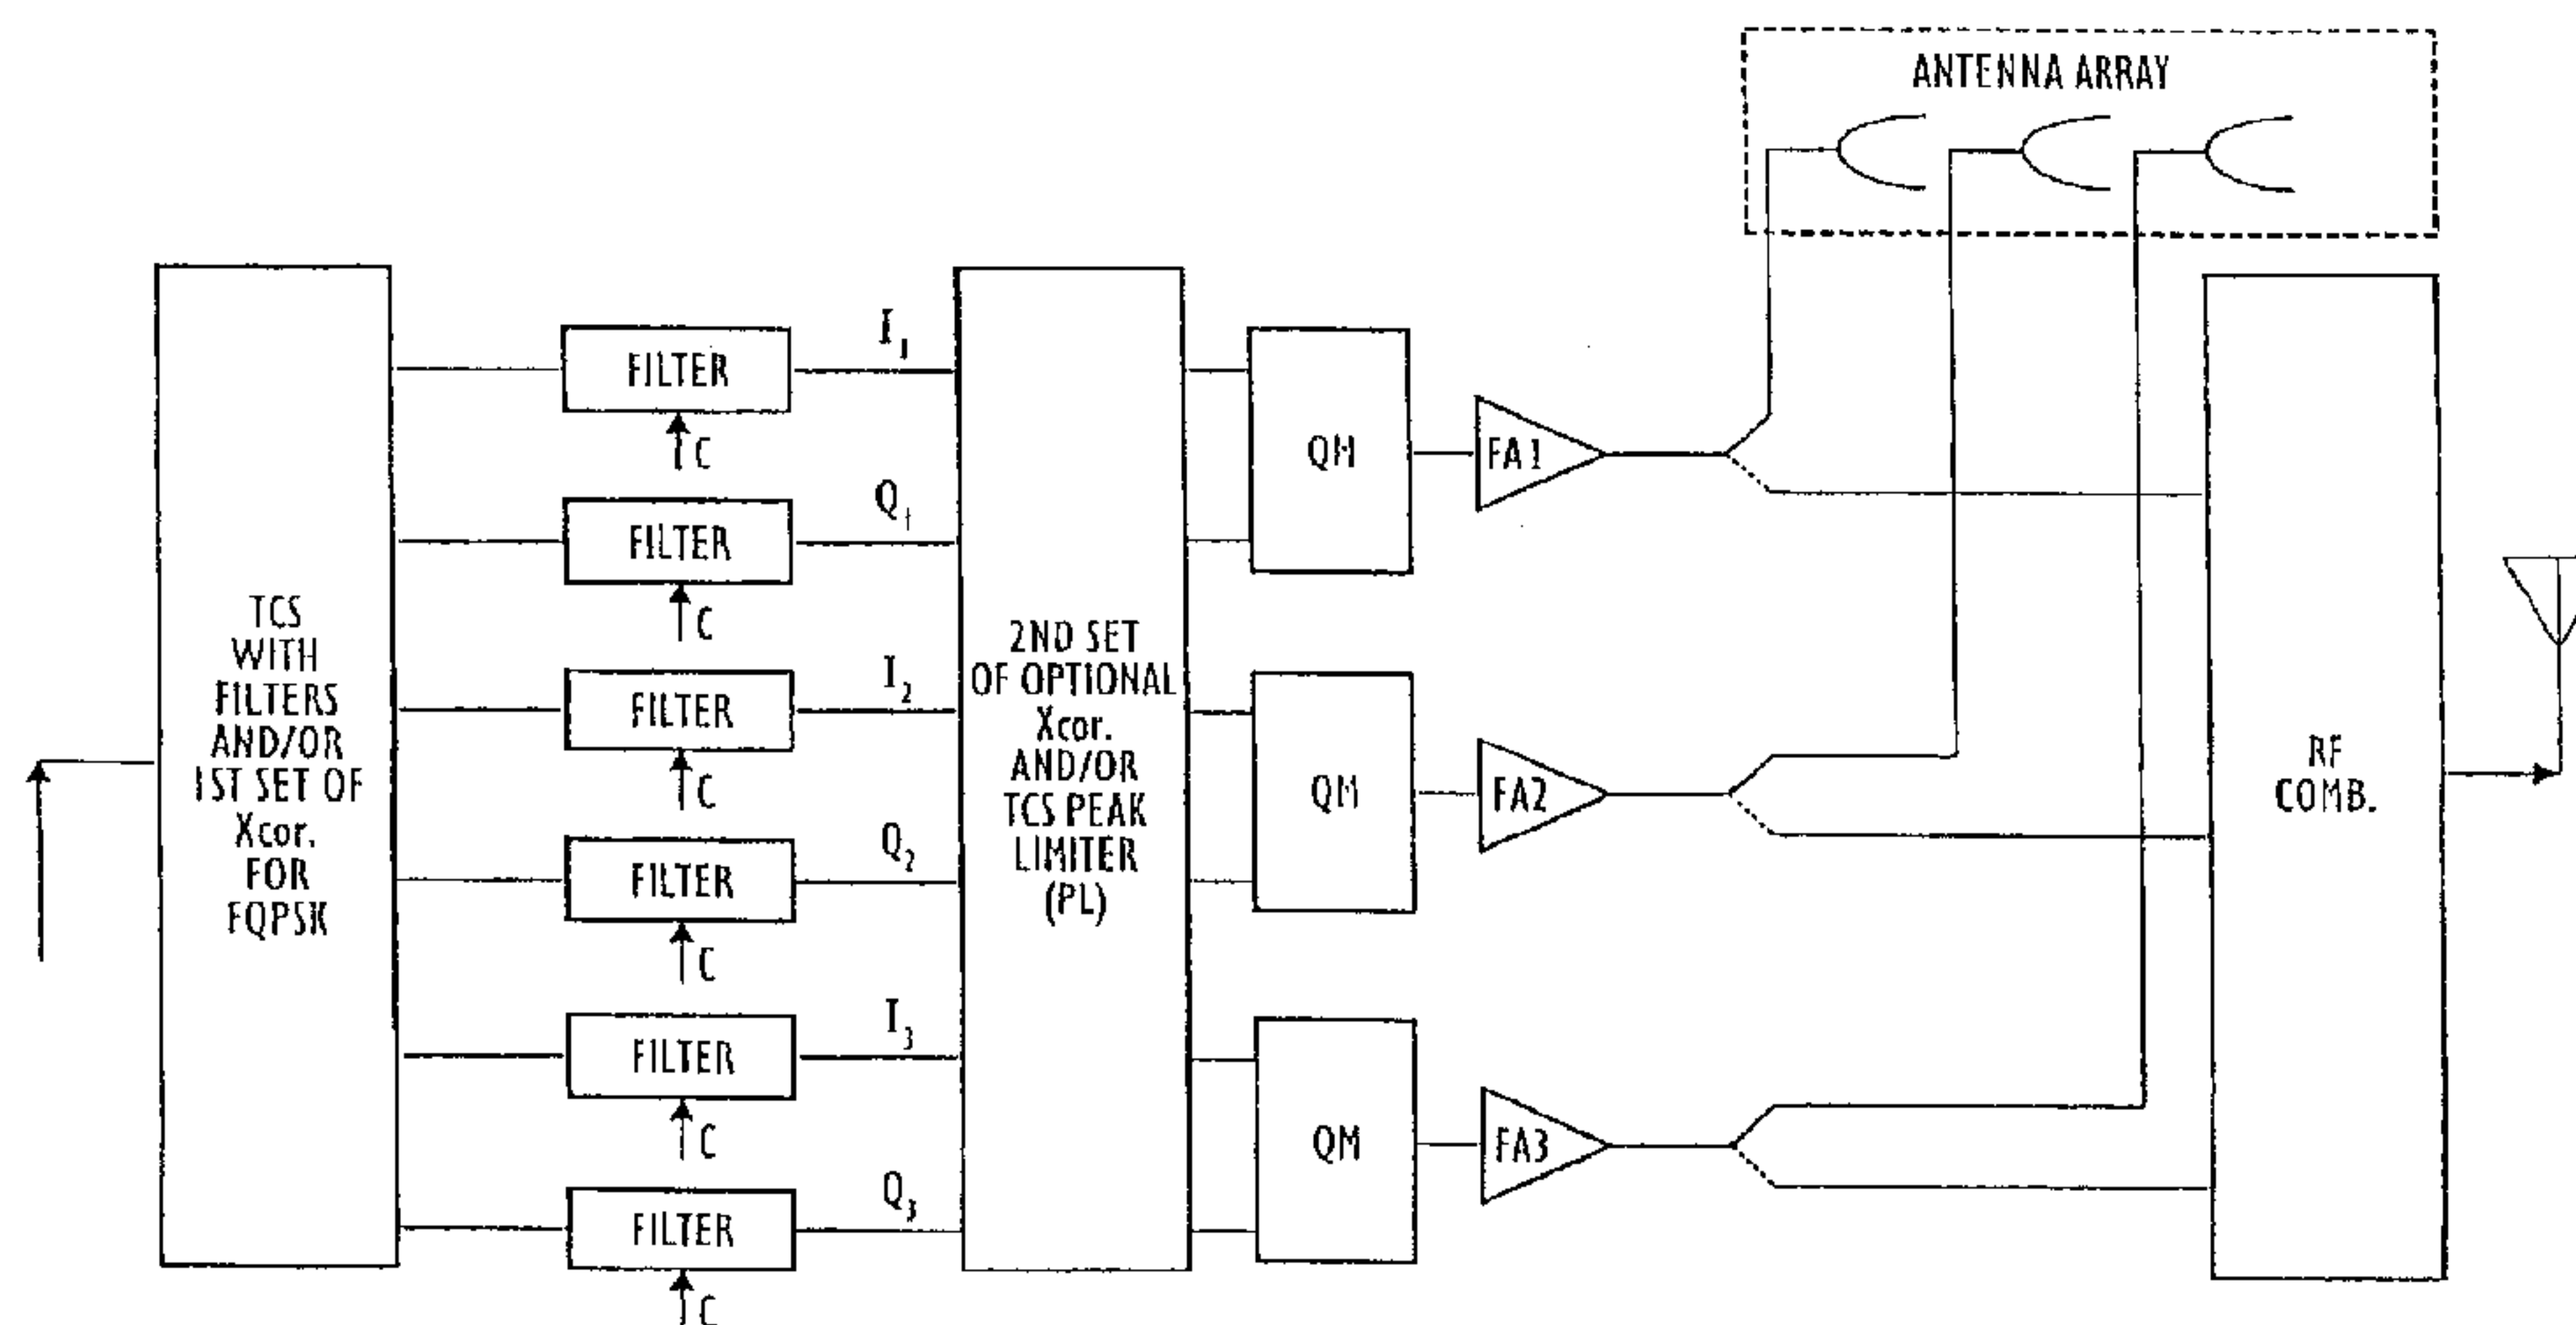 ANTENNA ARRAY
TCS
WITH
FILTERS
AND/OR
1ST SET OF
Xcor.
FOR
FQPSK
FILTER
C
I1
FILTER
C
Q1
FILTER
C
I2
FILTER
C
Q2
FILTER
C
I3
FILTER
C
Q3
2ND SET
OF OPTIONAL
Xcor.
AND/OR
TCS PEAK
LIMITER
(PL)
QM
FA1
QM
FA2
QM
FA3
RF
COMB.